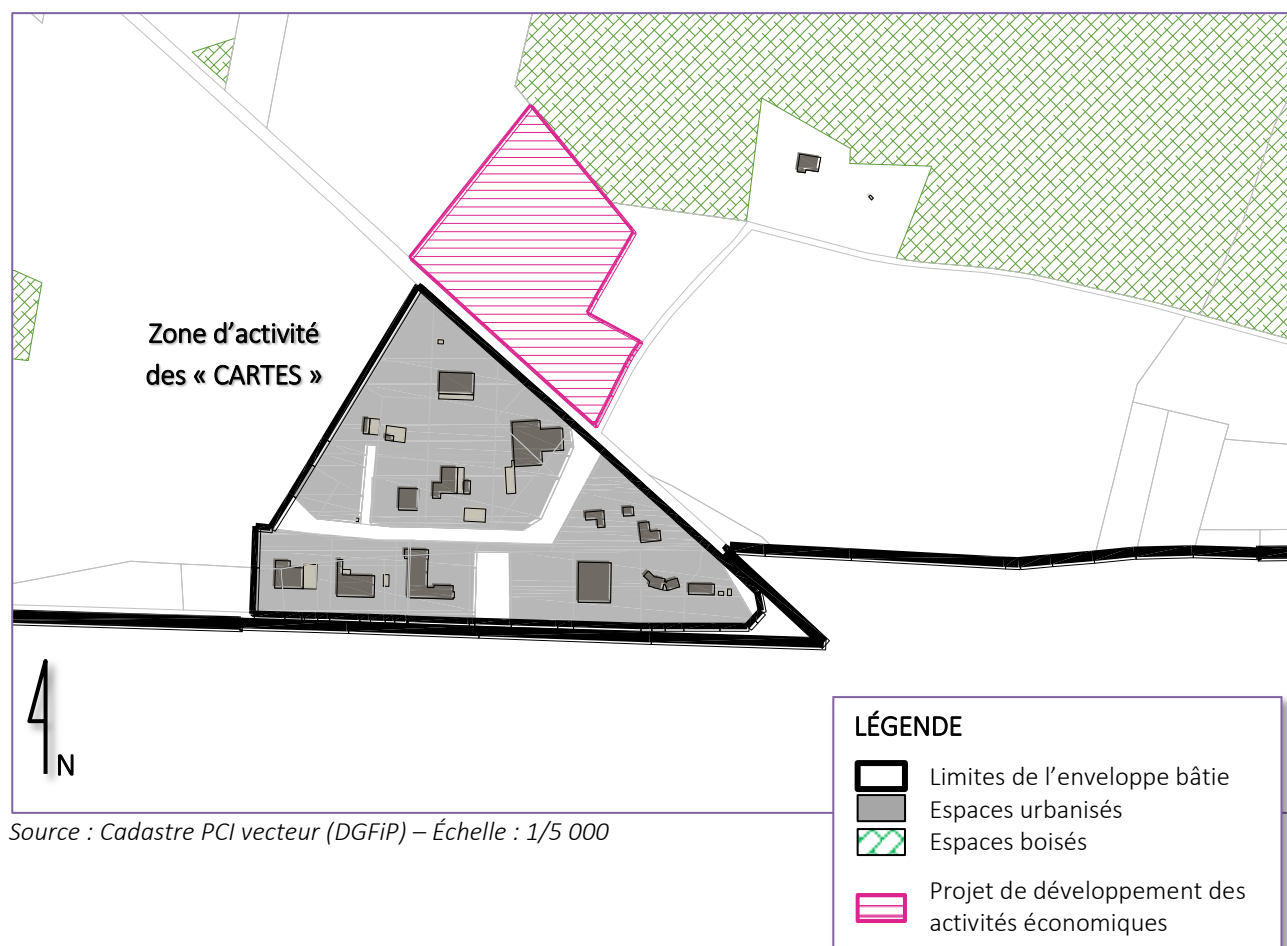 Zone d’activité
des « CARTES »
N
LÉGENDE
Limites de l’enveloppe bâtie
Espaces urbanisés
Espaces boisés
Projet de développement des
activités économiques
Source : Cadastre PCI vecteur (DGFiP) – Échelle : 1/5 000